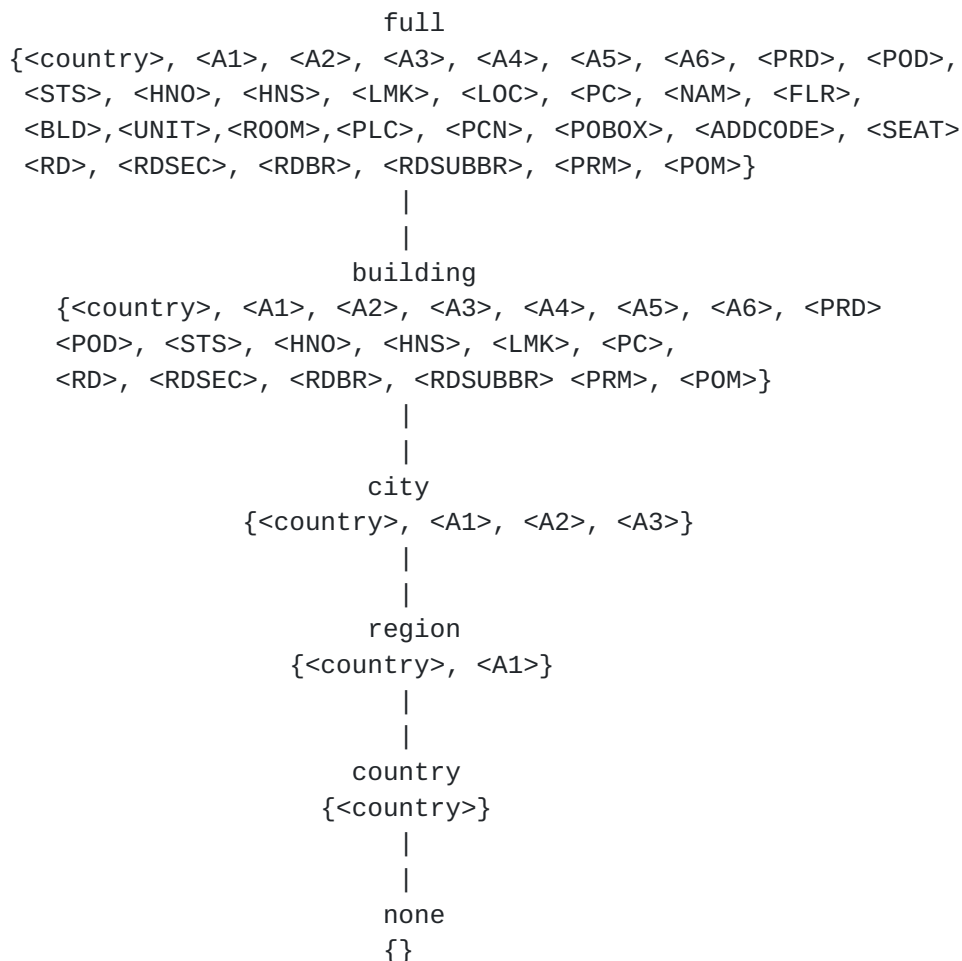 full
{<country>, <A1>, <A2>, <A3>, <A4>, <A5>, <A6>, <PRD>, <POD>,
<STS>, <HNO>, <HNS>, <LMK>, <LOC>, <PC>, <NAM>, <FLR>,
<BLD>,<UNIT>,<ROOM>,<PLC>, <PCN>, <POBOX>, <ADDCODE>, <SEAT>
<RD>, <RDSEC>, <RDBR>, <RDSUBBR>, <PRM>, <POM>}
|
|
building
{<country>, <A1>, <A2>, <A3>, <A4>, <A5>, <A6>, <PRD>
<POD>, <STS>, <HNO>, <HNS>, <LMK>, <PC>,
<RD>, <RDSEC>, <RDBR>, <RDSUBBR> <PRM>, <POM>}
|
|
city
{<country>, <A1>, <A2>, <A3>}
|
|
region
{<country>, <A1>}
|
|
country
{<country>}
|
|
none
{}